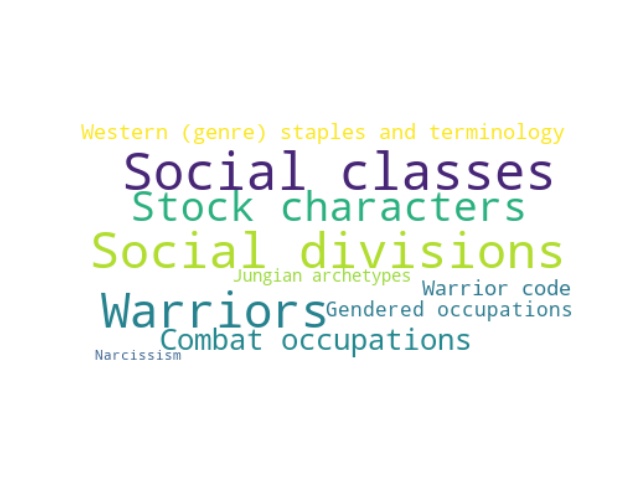 Western (genre) staples and terminology
Social classes
Stock characters
Social divisions
Jungian archetypes
Warrior code
Warriors
Gendered occupations
Combat occupations
Narcissism